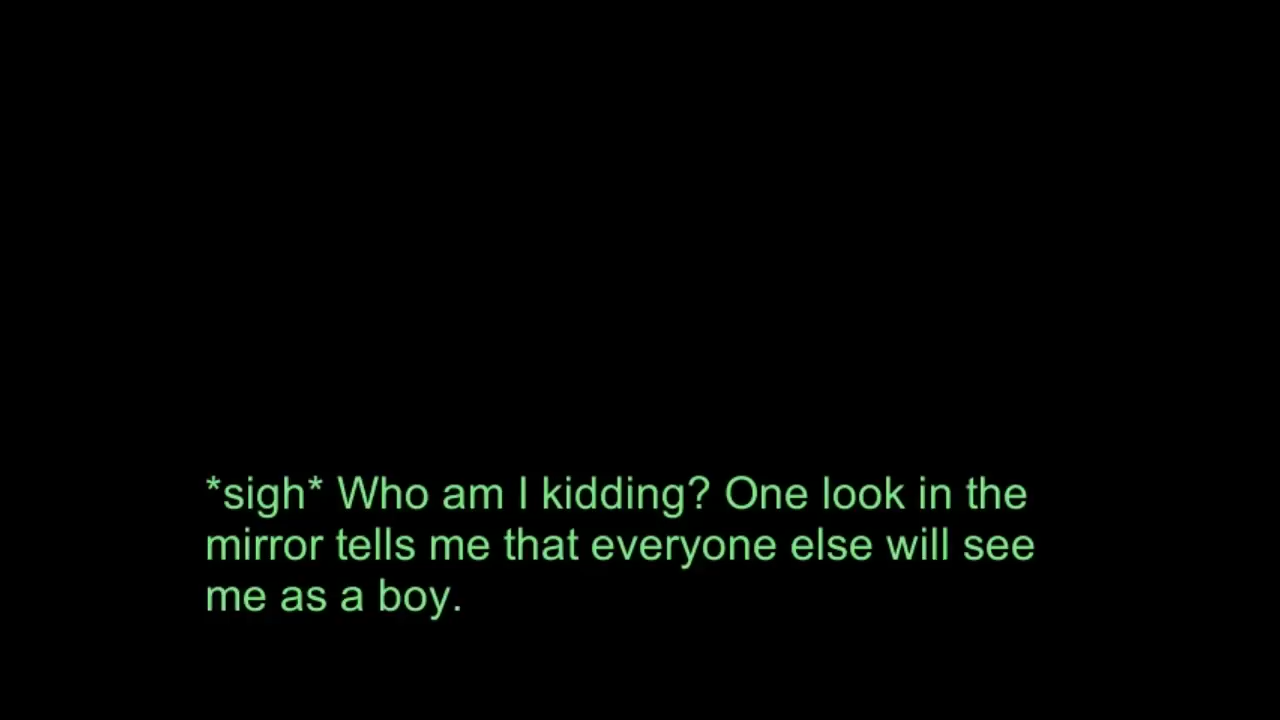 *sigh* Who am I kidding? One look in the
mirror tells me that everyone else will see
me as a boy.